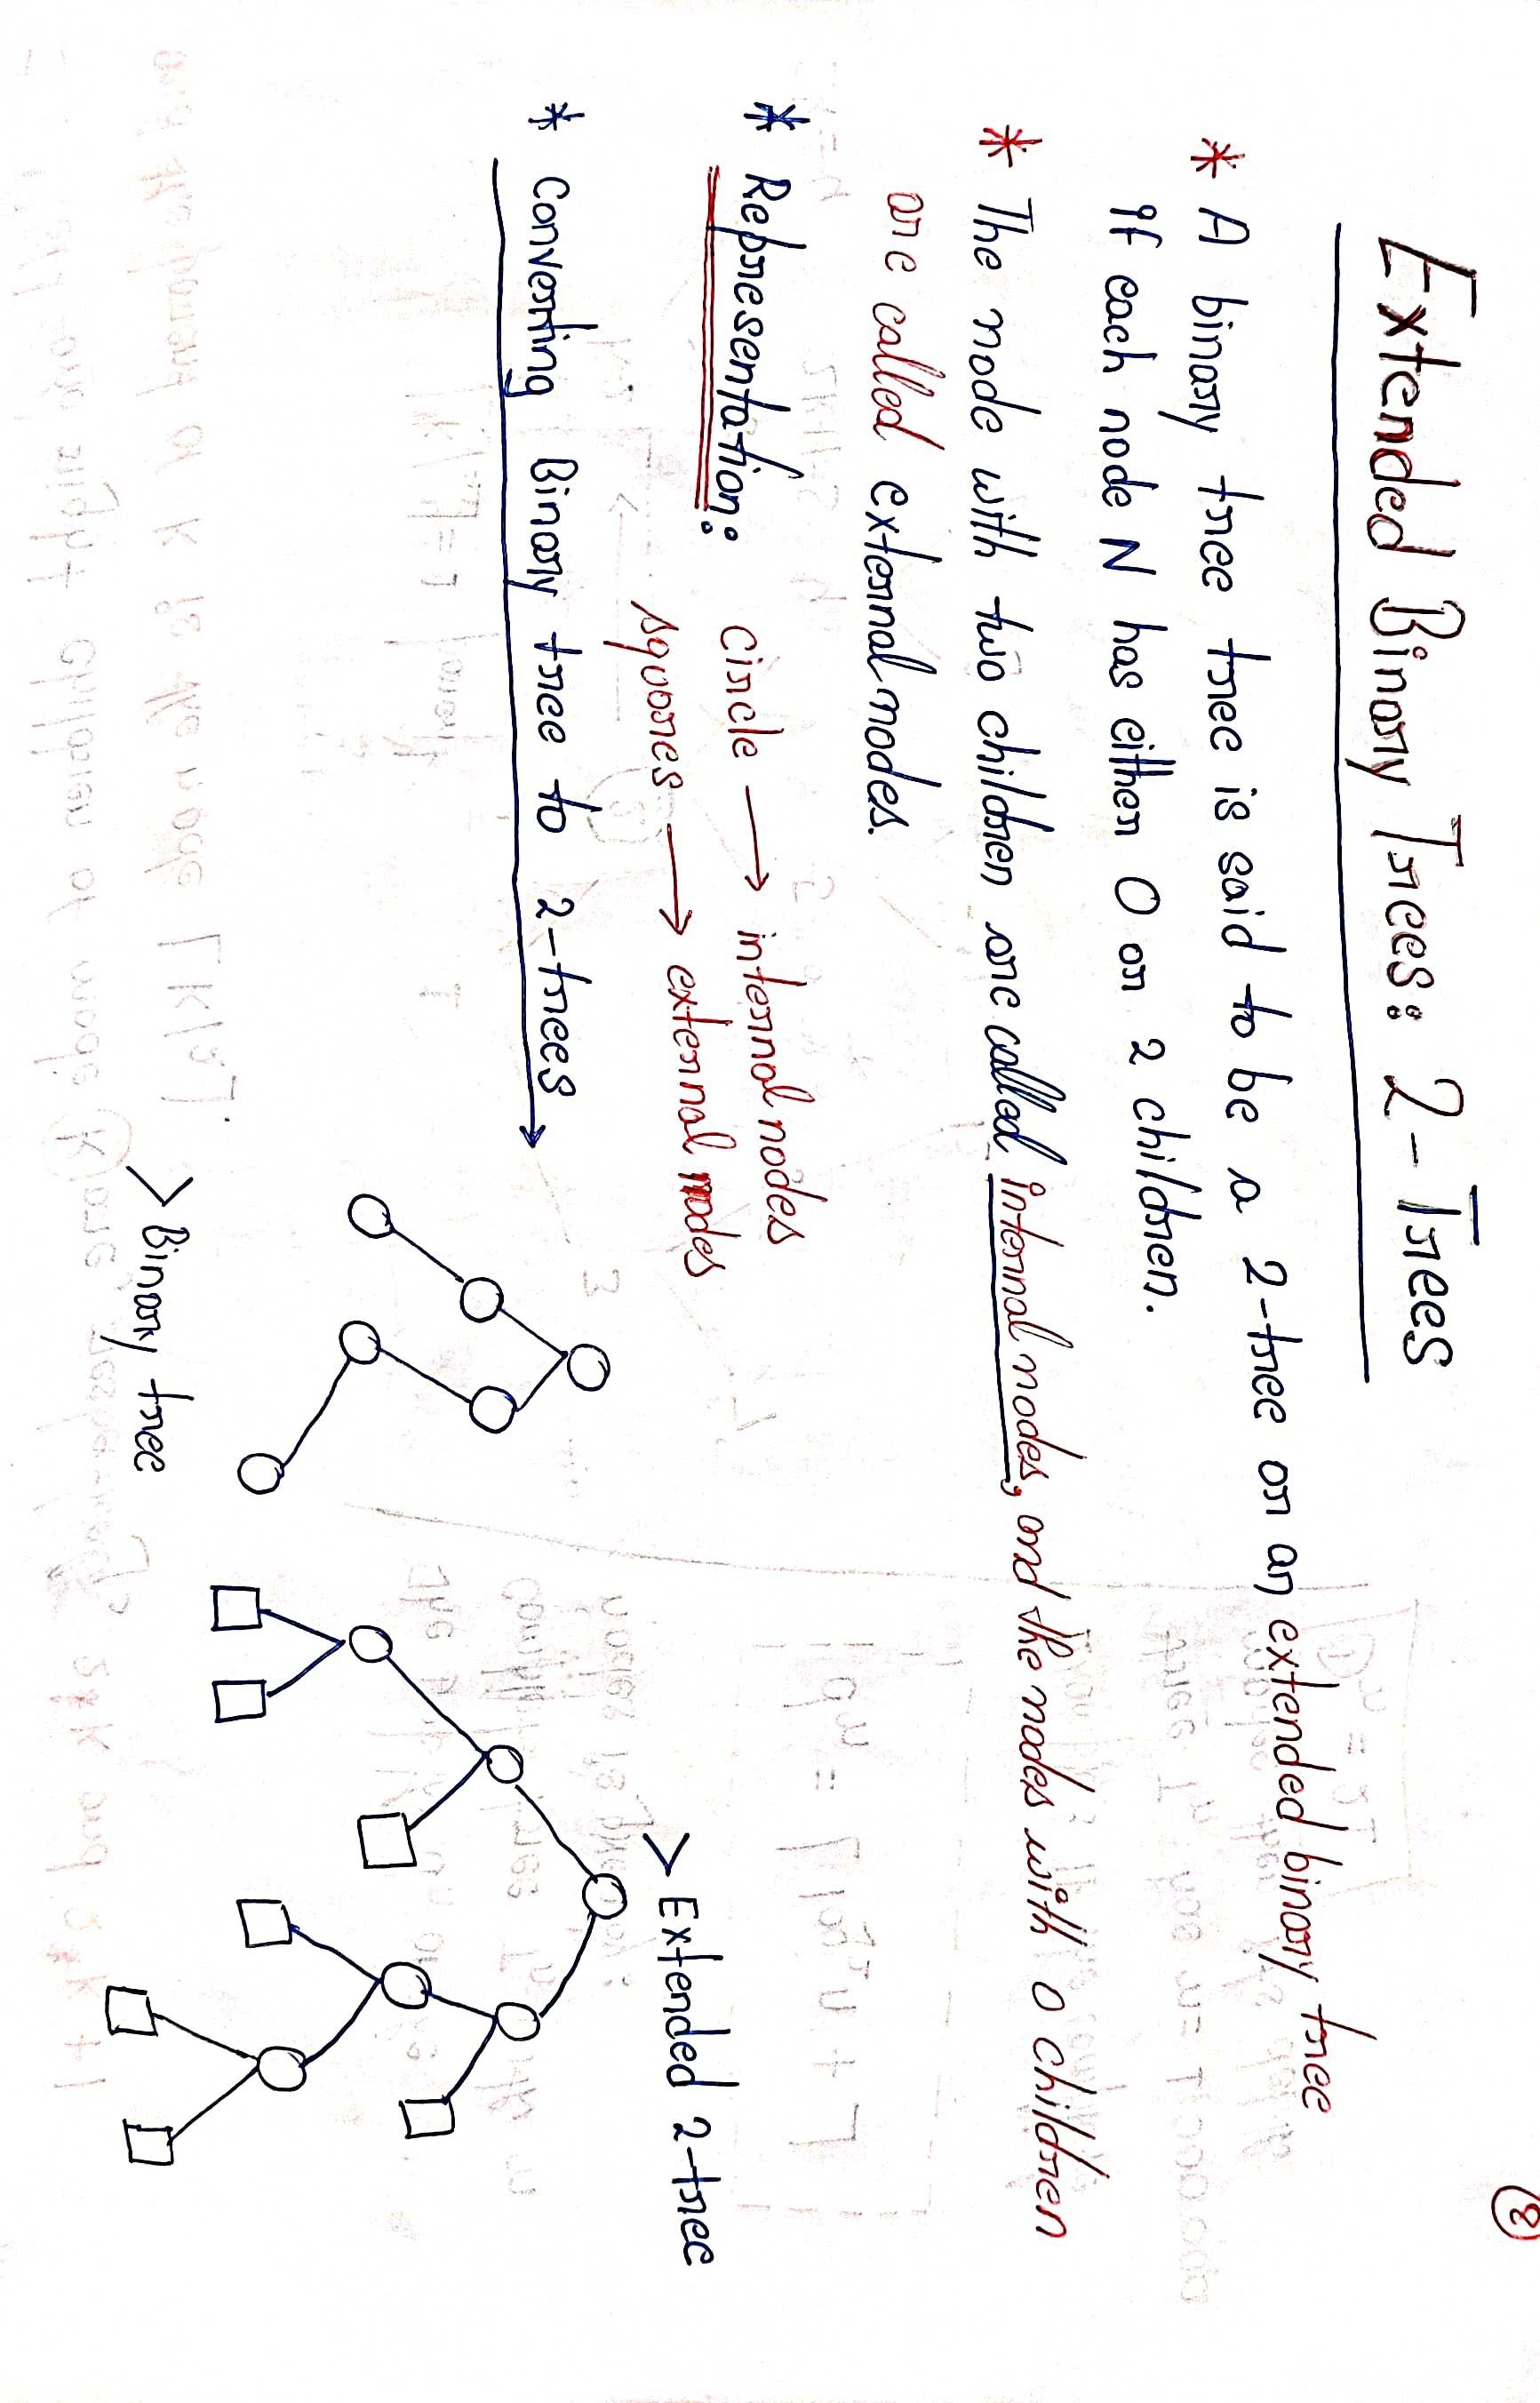 8
Extended Binary Trees: 2-Trees
* A binary tree tree is said to be a 2-tree or an extended binary tree
if each node N has either 0 or 2 children.
* The node with two children are called internal nodes, and the nodes with 0 children
are called external nodes.
* Representation: circle → internal nodes
squares → external nodes
* Converting Binary tree to 2-trees
> Extended 2-tree
> Binary tree